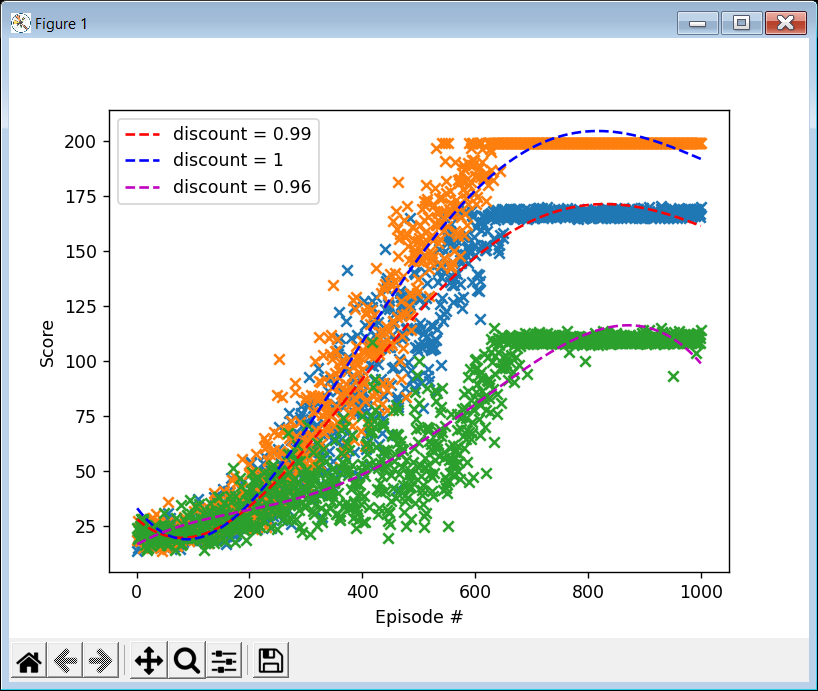 Figure 1
discount = 0.99
discount = 1
discount = 0.96
200
175
150
125
100
75
50
25
Score
0 200 400 600 800 1000
Episode #